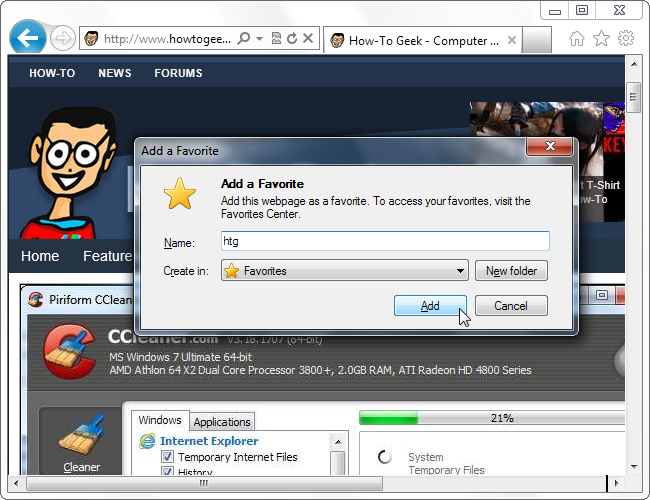 http://www.howtogee...
How-To Geek - Computer ...
HOW-TO NEWS FORUMS
Add a Favorite
Add a Favorite
Add this webpage as a favorite. To access your favorites, visit the
Favorites Center.
Name: htg
Create in: Favorites New folder
Add Cancel
t T-Shirt
w-To
KEY
Home Feature
Piriform CCleane
CCleaner.com v3.18.1707 (64-bit)
MS Windows 7 Ultimate 64-bit
AMD Athlon 64 X2 Dual Core Processor 3800+, 2.0GB RAM, ATI Radeon HD 4800 Series
Cleaner
Windows Applications
Internet Explorer
Temporary Internet Files
History
21%
System
Temporary Files